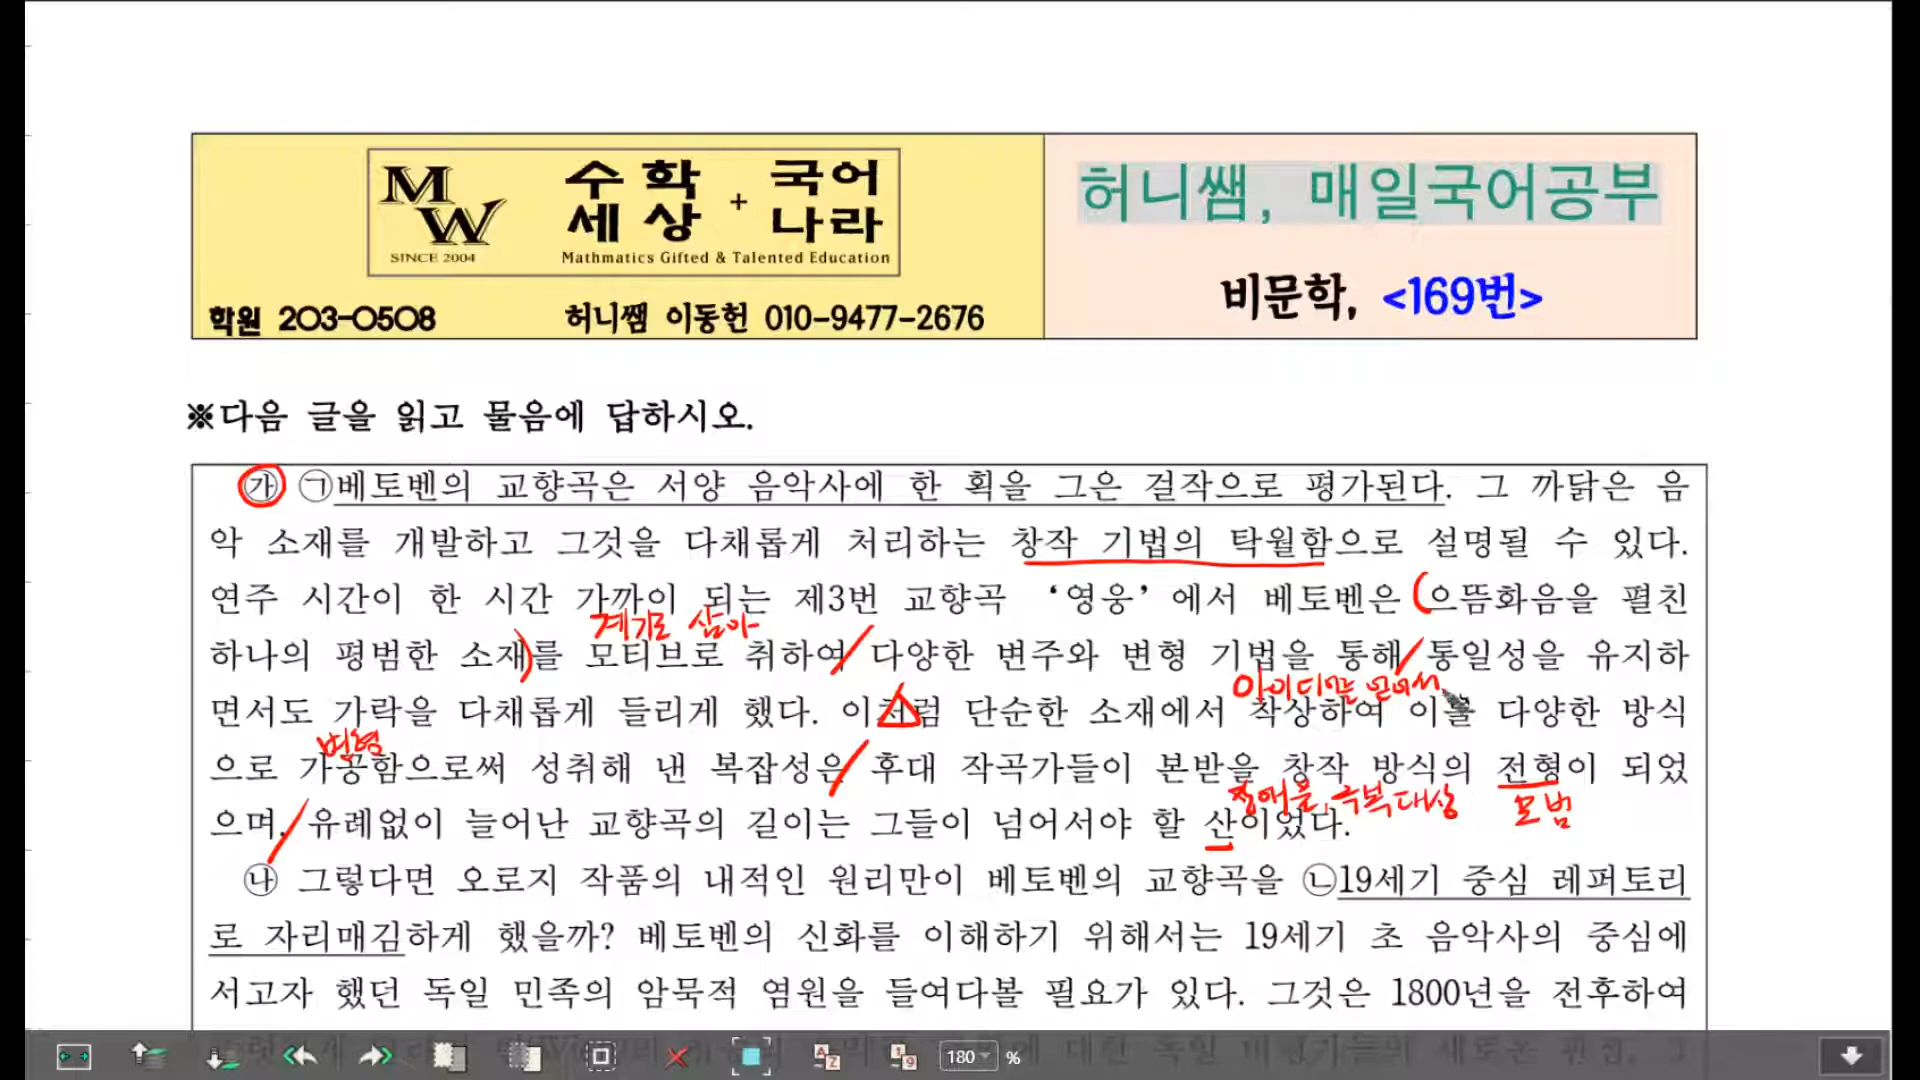 MW
SINCE 2004
수학 + 국어
세상 나라
Mathmatics Gifted & Talented Education
학원 203-0508 허니쌤 이동헌 010-9477-2676
허니쌤, 매일국어공부
비문학, <169번>
※다음 글을 읽고 물음에 답하시오.
㉮ ㉠베토벤의 교향곡은 서양 음악사에 한 획을 그은 걸작으로 평가된다. 그 까닭은 음
악 소재를 개발하고 그것을 다채롭게 처리하는 창작 기법의 탁월함으로 설명될 수 있다.
연주 시간이 한 시간 가까이 되는 제3번 교향곡 ‘영웅’에서 베토벤은 으뜸화음을 펼친
계기로 삼아
하나의 평범한 소재를 모티브로 취하여 다양한 변주와 변형 기법을 통해 통일성을 유지하
아이디어를 얻어서
면서도 가락을 다채롭게 들리게 했다. 이처럼 단순한 소재에서 착상하여 이를 다양한 방식
변형
으로 가공함으로써 성취해 낸 복잡성은 후대 작곡가들이 본받을 창작 방식의 전형이 되었
장애물, 극복대상 모범
으며, 유례없이 늘어난 교향곡의 길이는 그들이 넘어서야 할 산이었다.
㉯ 그렇다면 오로지 작품의 내적인 원리만이 베토벤의 교향곡을 ㉡19세기 중심 레퍼토리
로 자리매김하게 했을까? 베토벤의 신화를 이해하기 위해서는 19세기 초 음악사의 중심에
서고자 했던 독일 민족의 암묵적 염원을 들여다볼 필요가 있다. 그것은 1800년을 전후하여
180 %